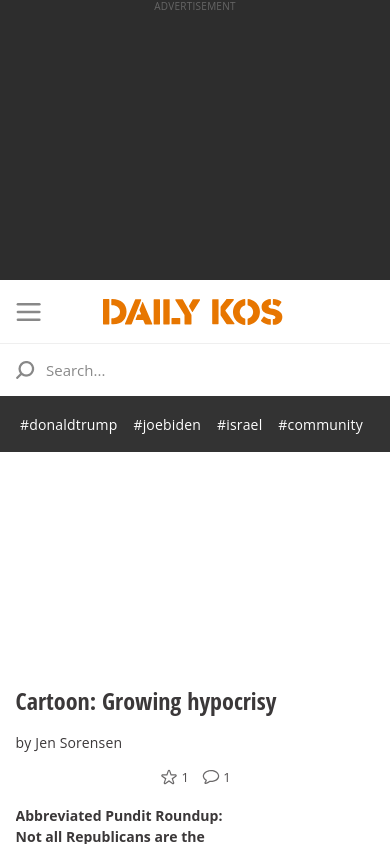 ADVERTISEMENT
DAILY KOS
Search...
#donaldtrump #joebiden #israel #community
Cartoon: Growing hypocrisy
by Jen Sorensen
1 1
Abbreviated Pundit Roundup:
Not all Republicans are the